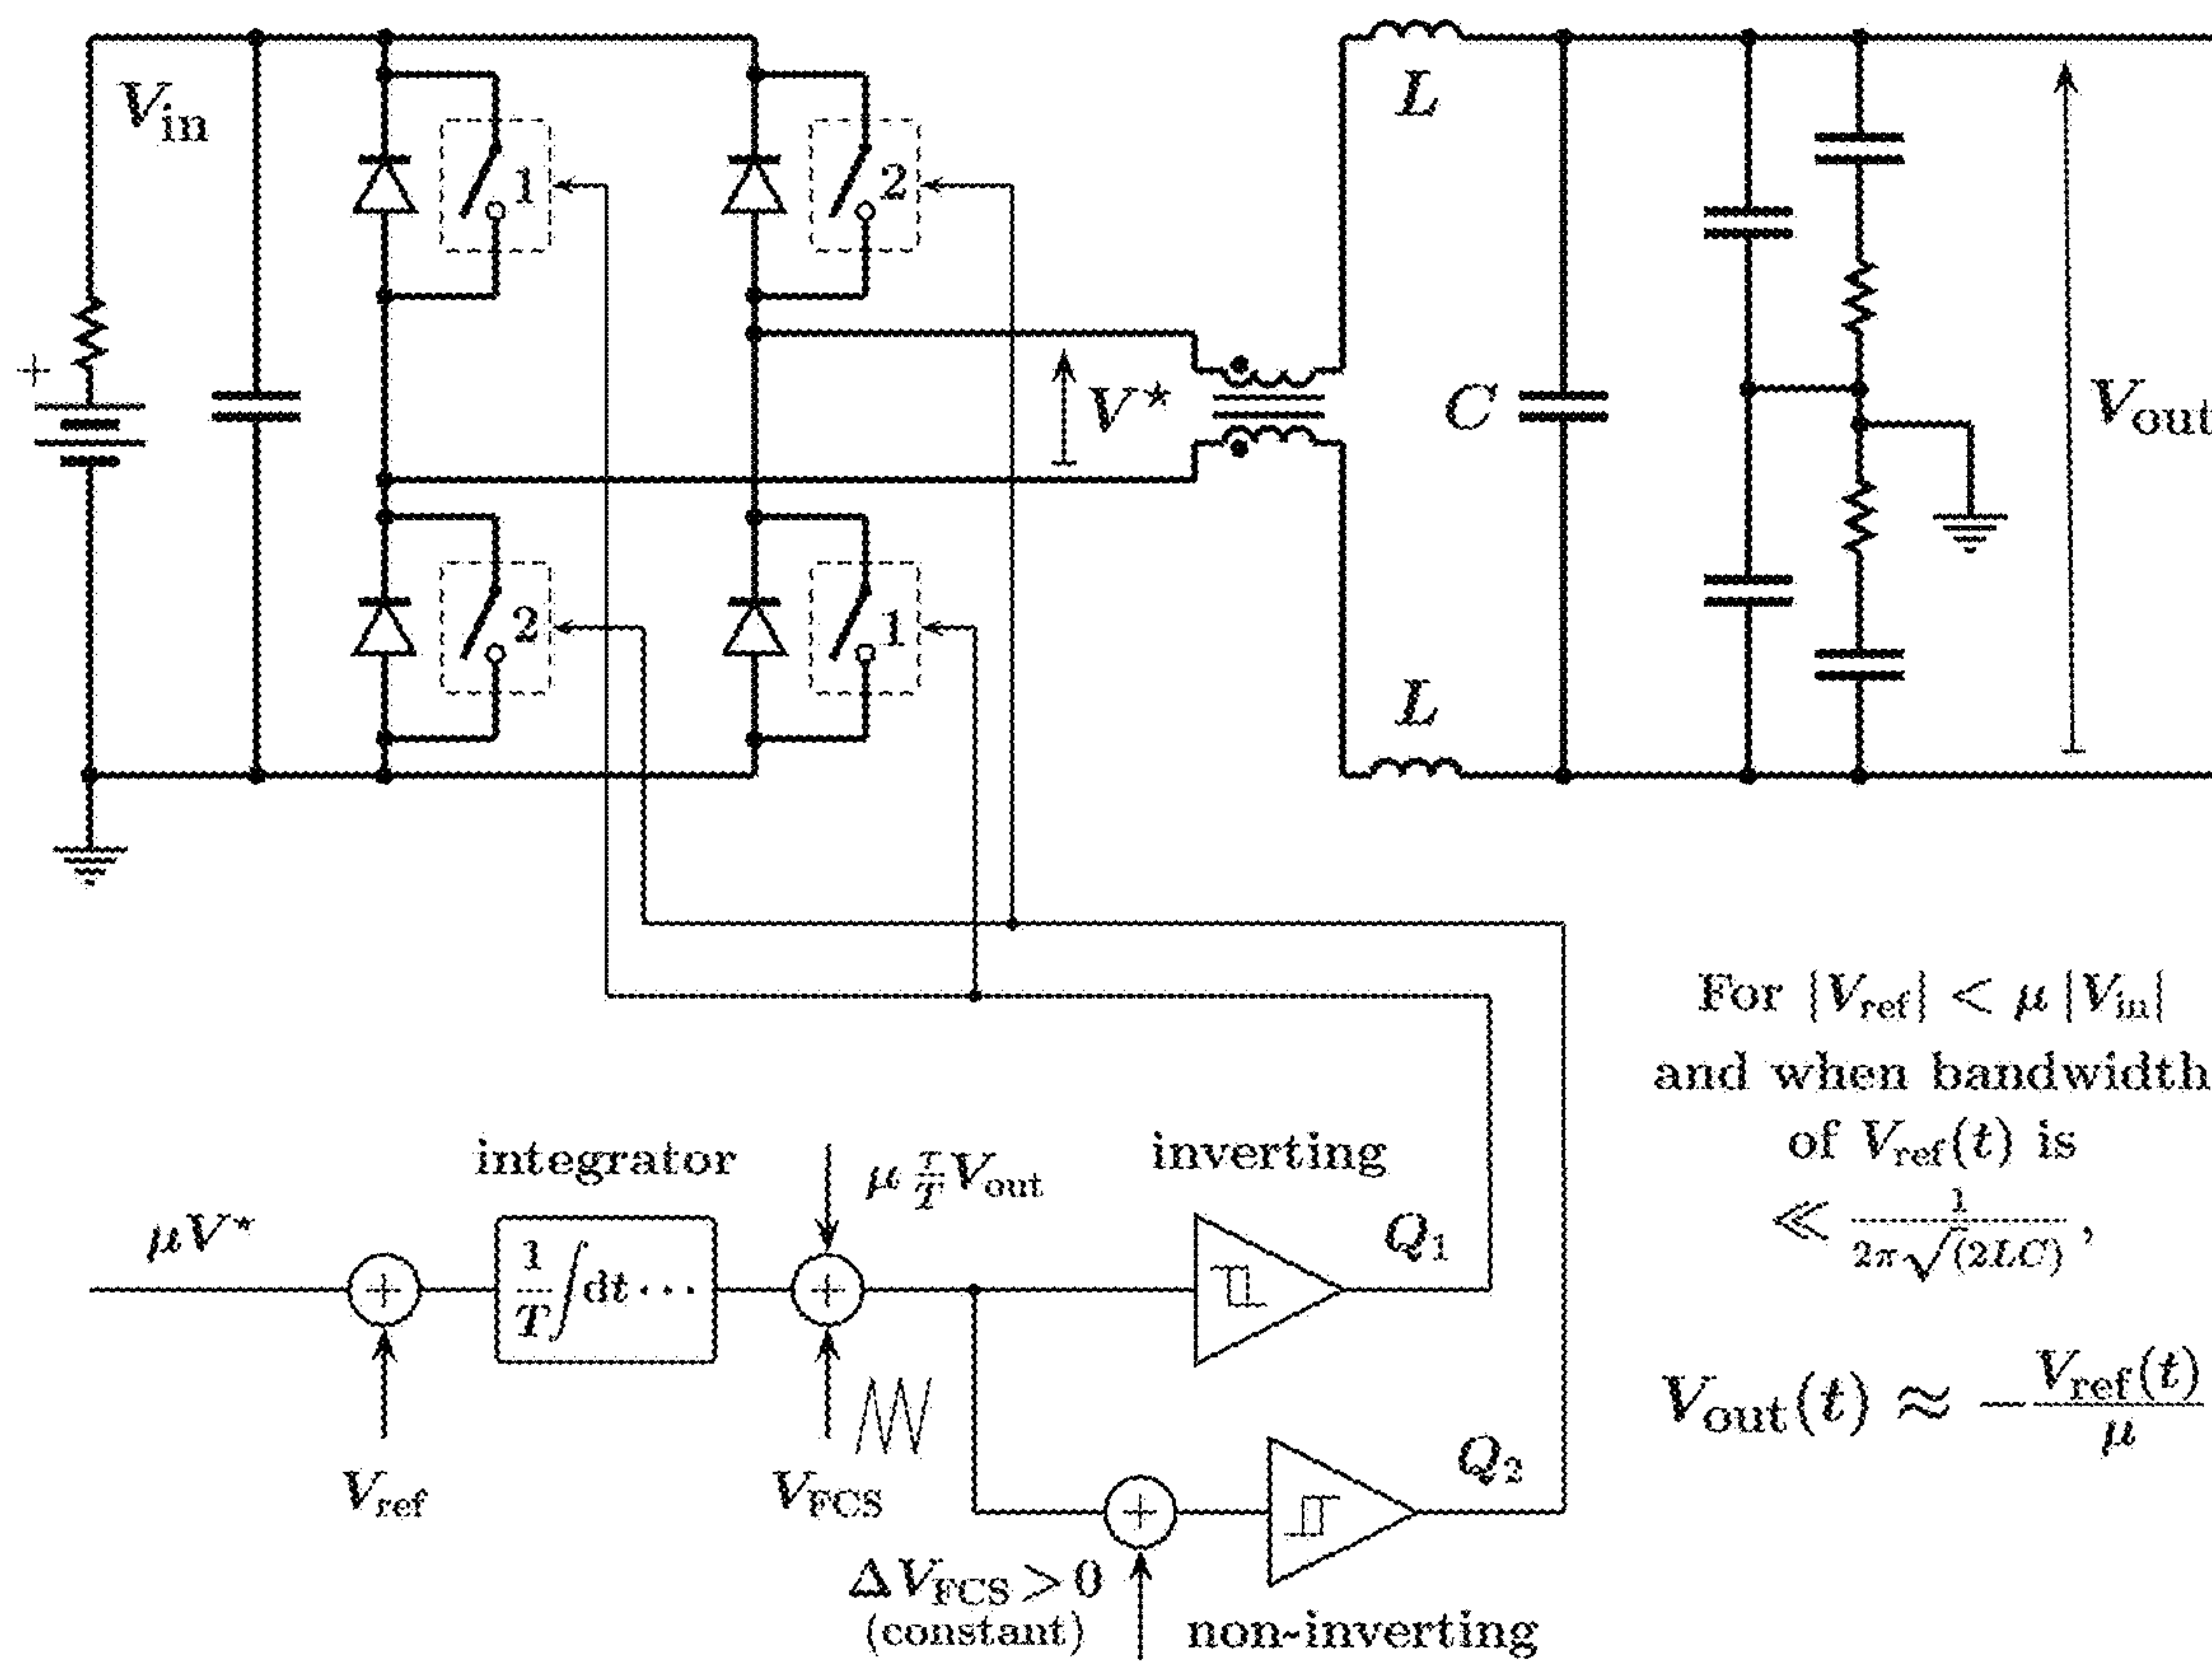 V_in
1
2
L
+
V*
C
V_out
2
1
L
For |V_ref| < μ |V_in|
and when bandwidth
of V_ref(t) is
≪ 1/(2π√(2LC)) ,
V_out(t) ≈ −V_ref(t)/μ
integrator
μ τ/T V_out
inverting
μV*
Q_1
+
1/T ∫dt···
+
V_ref
V_FCS
Q_2
+
ΔV_FCS > 0
(constant)
non-inverting